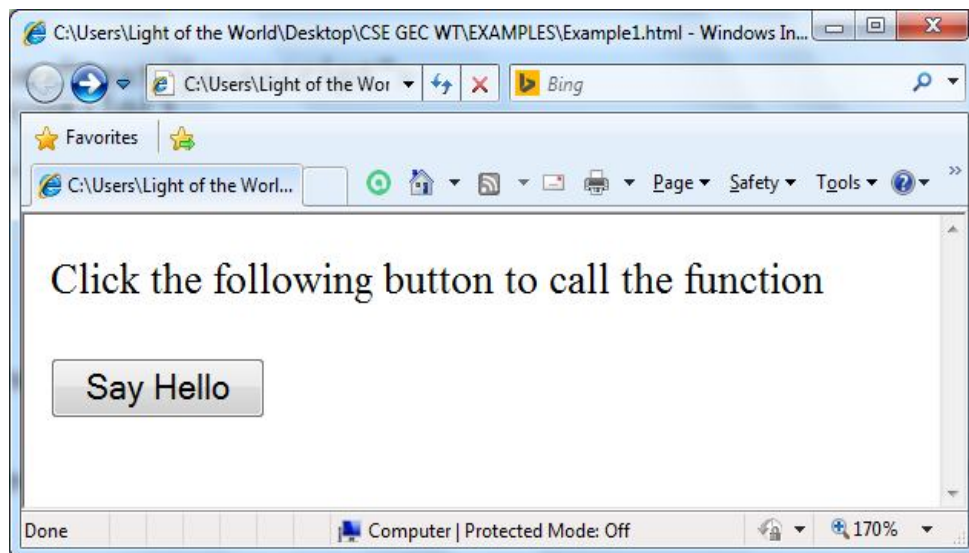 C:\Users\Light of the World\Desktop\CSE GEC WT\EXAMPLES\Example1.html - Windows In...
C:\Users\Light of the Wor
Bing
Favorites
C:\Users\Light of the Worl...
Page
Safety
Tools
Click the following button to call the function
Say Hello
Done
Computer | Protected Mode: Off
170%